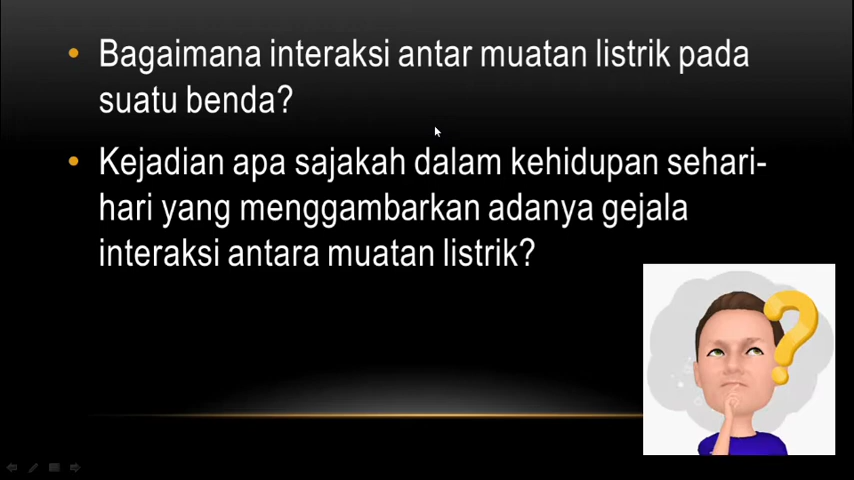 • Bagaimana interaksi antar muatan listrik pada
suatu benda?
• Kejadian apa sajakah dalam kehidupan sehari-
hari yang menggambarkan adanya gejala
interaksi antara muatan listrik?